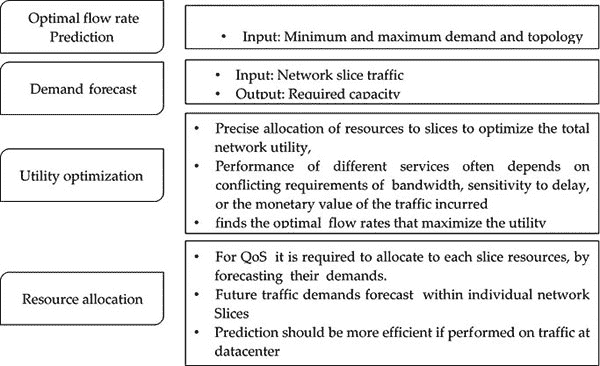 Optimal flow rate
Prediction
• Input: Minimum and maximum demand and topology
Demand forecast
• Input: Network slice traffic
• Output: Required capacity
Utility optimization
• Precise allocation of resources to slices to optimize the total
network utility,
• Performance of different services often depends on
conflicting requirements of bandwidth, sensitivity to delay,
or the monetary value of the traffic incurred
• finds the optimal flow rates that maximize the utility
Resource allocation
• For QoS it is required to allocate to each slice resources, by
forecasting their demands.
• Future traffic demands forecast within individual network
Slices
• Prediction should be more efficient if performed on traffic at
datacenter